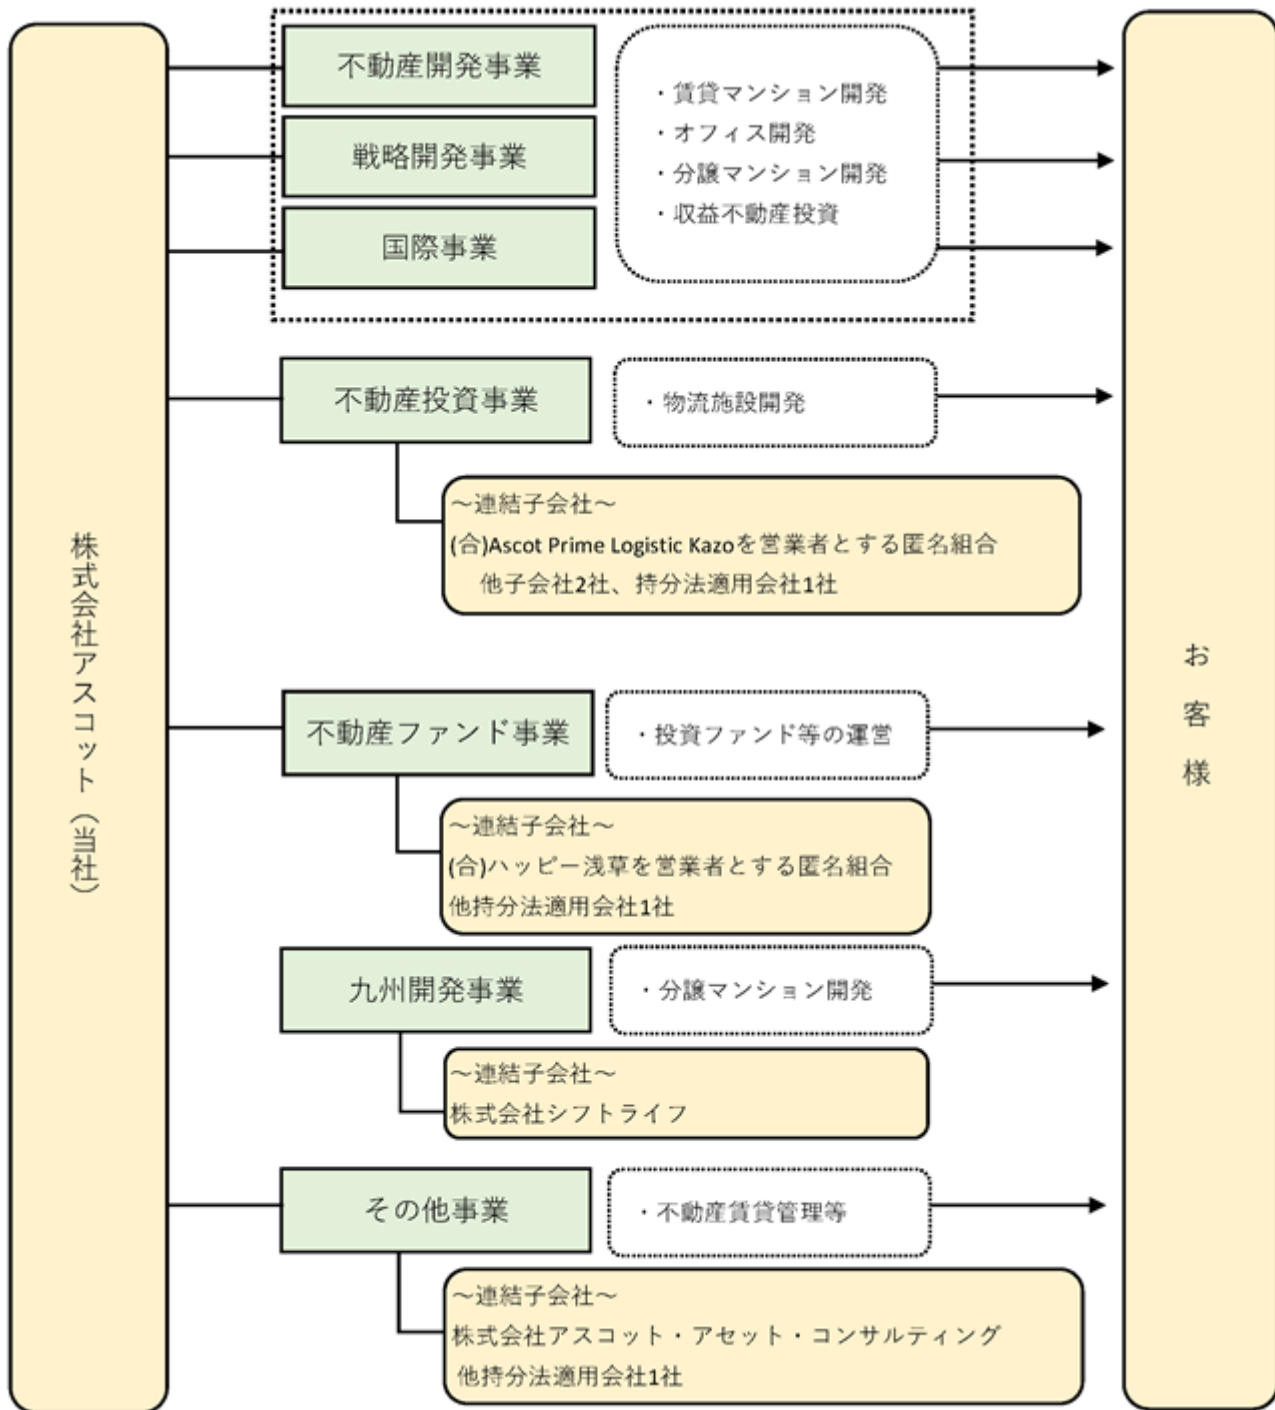 株式会社アスコット（当社）
不動産開発事業
戦略開発事業
国際事業
・賃貸マンション開発
・オフィス開発
・分譲マンション開発
・収益不動産投資
不動産投資事業
・物流施設開発
～連結子会社～
(合)Ascot Prime Logistic Kazoを営業者とする匿名組合
他子会社2社、持分法適用会社1社
不動産ファンド事業
・投資ファンド等の運営
～連結子会社～
(合)ハッピー浅草を営業者とする匿名組合
他持分法適用会社1社
九州開発事業
・分譲マンション開発
～連結子会社～
株式会社シフトライフ
その他事業
・不動産賃貸管理等
～連結子会社～
株式会社アスコット・アセット・コンサルティング
他持分法適用会社1社
お客様